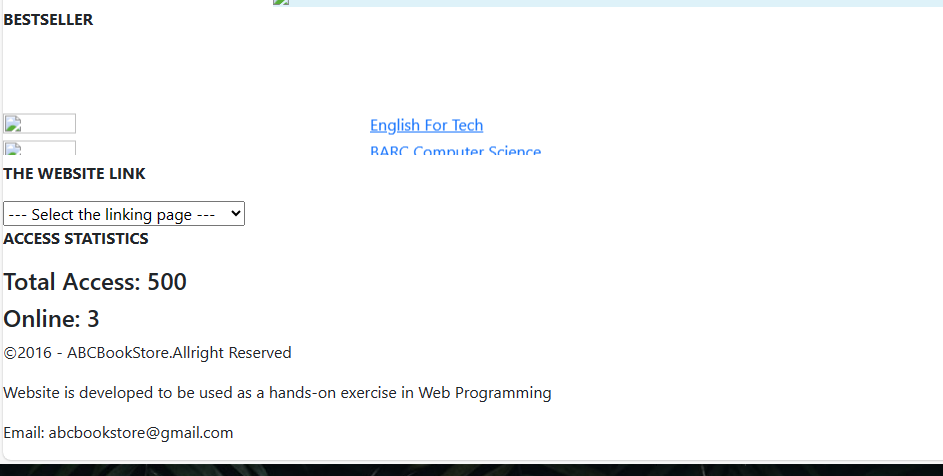 BESTSELLER
English For Tech
BARC Computer Science
THE WEBSITE LINK
--- Select the linking page ---
ACCESS STATISTICS
Total Access: 500
Online: 3
©2016 - ABCBookStore.Allright Reserved
Website is developed to be used as a hands-on exercise in Web Programming
Email: abcbookstore@gmail.com